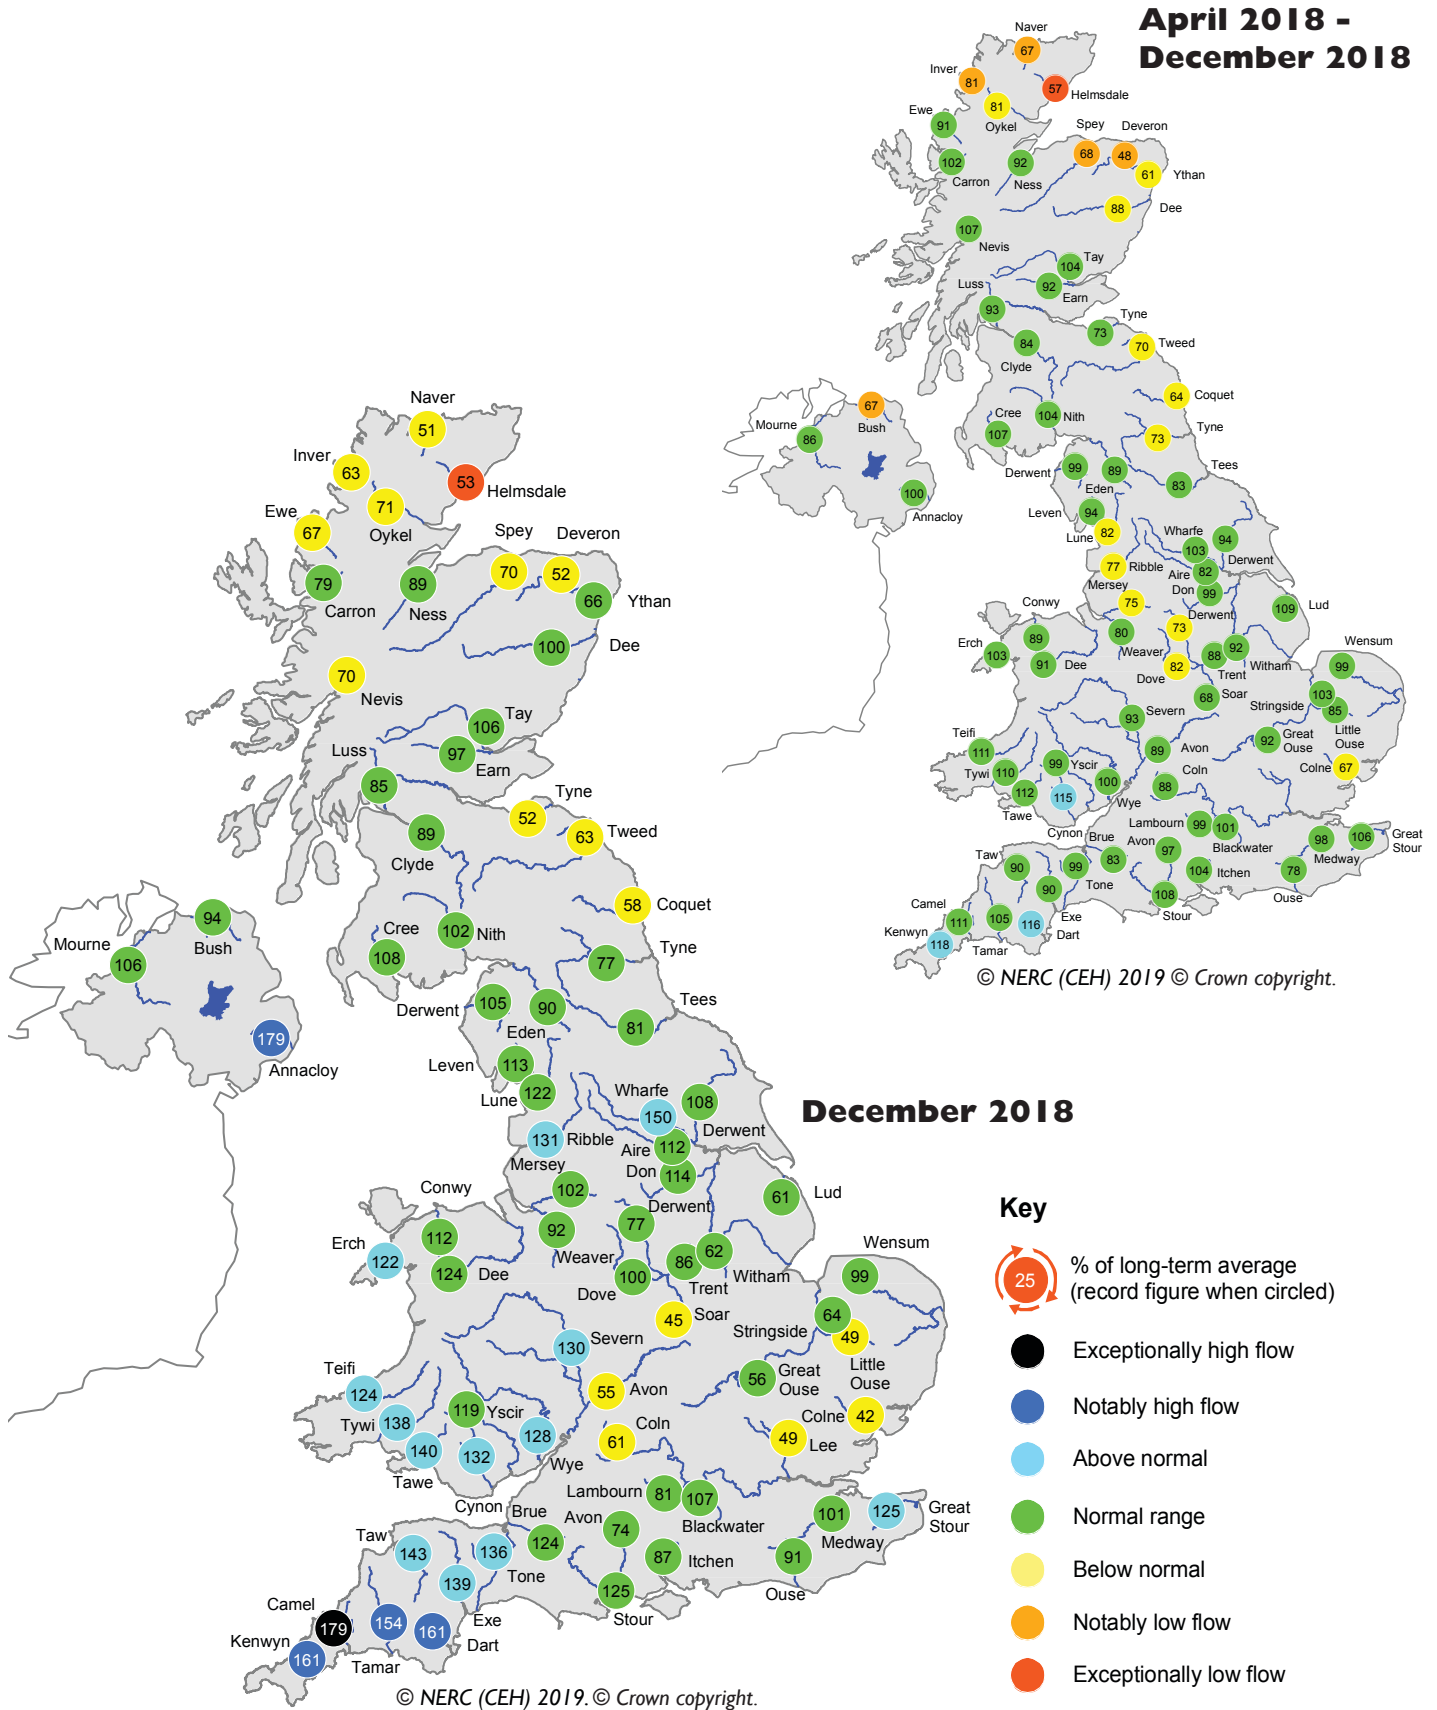 April 2018 -
December 2018
Naver
67
Inver
81
57
Helmsdale
81
Oykel
Ewe
91
Spey
Deveron
68
48
102
Carron
92
Ness
61
Ythan
88
Dee
107
Nevis
104
Tay
92
Earn
Luss
93
Tyne
73
70
Tweed
84
Clyde
64
Coquet
67
Bush
Mourne
86
Cree
107
104
Nith
73
Tyne
100
Annacloy
Derwent
99
89
Eden
Tees
83
Leven
94
Lune
82
Wharfe
103
94
Derwent
77
Ribble
Aire
82
Mersey
75
Don
99
Derwent
109
Lud
Conwy
89
80
Weaver
73
Erch
103
91
Dee
Dove
82
88
Trent
92
Witham
Wensum
99
68
Soar
Stringside
103
85
Little
Ouse
93
Severn
92
Great
Ouse
Teifi
111
89
Avon
Tywi
110
99
Yscir
100
Wye
Coln
88
Colne
67
112
Tawe
115
Cynon
Lambourn
99
101
Blackwater
98
Medway
106
Great
Stour
Brue
83
Avon
97
Taw
90
99
Tone
104
Itchen
78
Ouse
90
Exe
108
Stour
Camel
111
105
Tamar
116
Dart
Kenwyn
118
© NERC (CEH) 2019 © Crown copyright.
Naver
51
Inver
63
53
Helmsdale
71
Oykel
Ewe
67
Spey
70
Deveron
52
79
Carron
89
Ness
66
Ythan
100
Dee
70
Nevis
106
Tay
97
Earn
Luss
85
Tyne
52
63
Tweed
89
Clyde
58
Coquet
94
Bush
Mourne
106
Cree
108
102
Nith
77
Tyne
179
Annacloy
Derwent
105
90
Eden
Tees
81
Leven
113
Lune
122
Wharfe
150
108
Derwent
December 2018
131
Ribble
Aire
112
Mersey
102
Don
114
Derwent
77
61
Lud
Conwy
112
92
Weaver
Erch
122
124
Dee
Dove
100
86
Trent
62
Witham
Wensum
99
45
Soar
Stringside
64
49
Little
Ouse
130
Severn
56
Great
Ouse
Teifi
124
55
Avon
Tywi
138
119
Yscir
128
Wye
Coln
61
Colne
42
49
Lee
140
Tawe
132
Cynon
Lambourn
81
107
Blackwater
101
Medway
125
Great
Stour
Brue
124
Avon
74
Taw
143
136
Tone
87
Itchen
91
Ouse
139
Exe
125
Stour
Camel
179
154
Tamar
161
Dart
Kenwyn
161
© NERC (CEH) 2019. © Crown copyright.
Key
25
% of long-term average
(record figure when circled)
Exceptionally high flow
Notably high flow
Above normal
Normal range
Below normal
Notably low flow
Exceptionally low flow